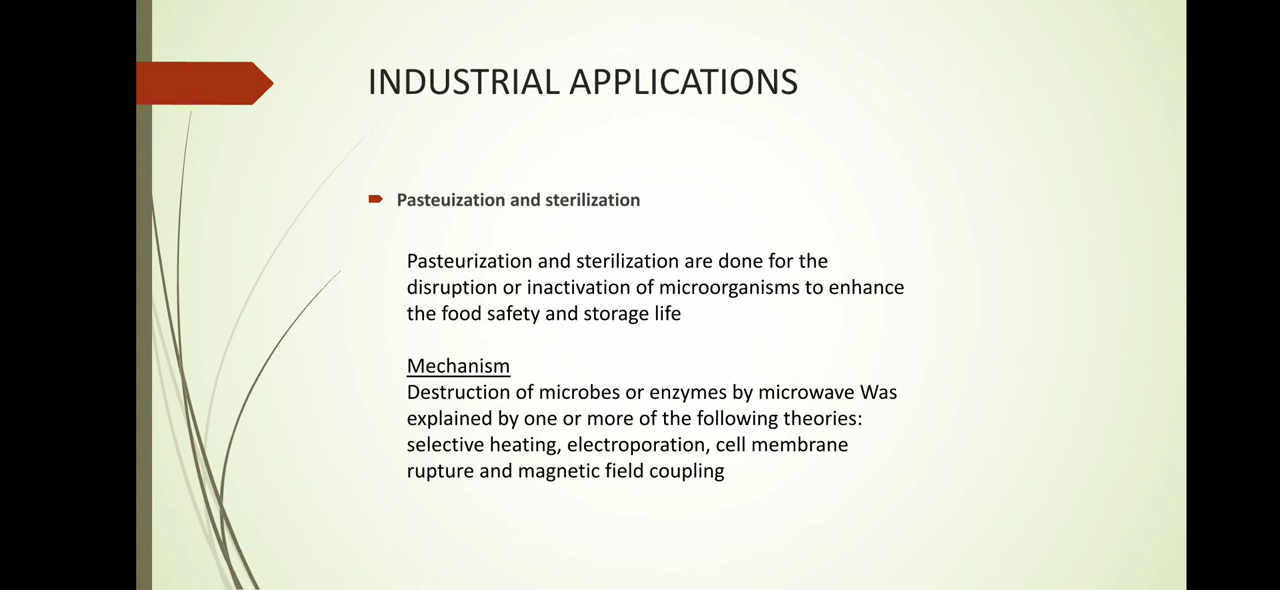 INDUSTRIAL APPLICATIONS
Pasteuization and sterilization
Pasteurization and sterilization are done for the
disruption or inactivation of microorganisms to enhance
the food safety and storage life
Mechanism
Destruction of microbes or enzymes by microwave Was
explained by one or more of the following theories:
selective heating, electroporation, cell membrane
rupture and magnetic field coupling